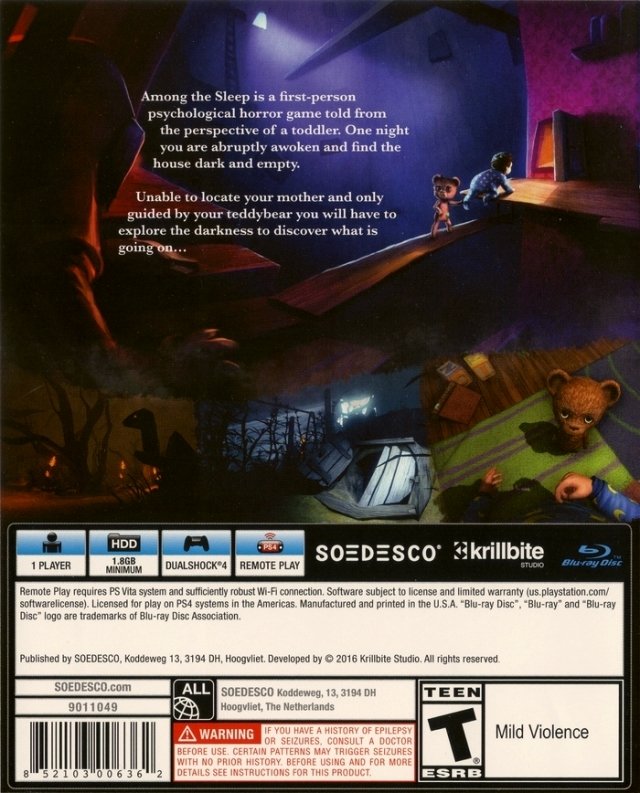 Among the Sleep is a first-person
psychological horror game told from
the perspective of a toddler. One night
you are abruptly awoken and find the
house dark and empty.
Unable to locate your mother and only
guided by your teddybear you will have to
explore the darkness to discover what is
going on...
1 PLAYER
HDD
1.8GB
MINIMUM
DUALSHOCK®4
PS4
REMOTE PLAY
SOEDESCO®
krillbite
STUDIO
Blu-ray Disc™
Remote Play requires PS Vita system and sufficiently robust Wi-Fi connection. Software subject to license and limited warranty (us.playstation.com/
softwarelicense). Licensed for play on PS4 systems in the Americas. Manufactured and printed in the U.S.A. "Blu-ray Disc", "Blu-ray" and "Blu-ray
Disc" logo are trademarks of Blu-ray Disc Association.
Published by SOEDESCO, Koddeweg 13, 3194 DH, Hoogvliet. Developed by © 2016 Krillbite Studio. All rights reserved.
SOEDESCO.com
9011049
8 52103 00636 2
ALL
SOEDESCO Koddeweg, 13, 3194 DH
Hoogvliet, The Netherlands
WARNING IF YOU HAVE A HISTORY OF EPILEPSY
OR SEIZURES, CONSULT A DOCTOR
BEFORE USE. CERTAIN PATTERNS MAY TRIGGER SEIZURES
WITH NO PRIOR HISTORY. BEFORE USING AND FOR MORE
DETAILS SEE INSTRUCTIONS FOR THIS PRODUCT.
TEEN
T
®
ESRB
Mild Violence